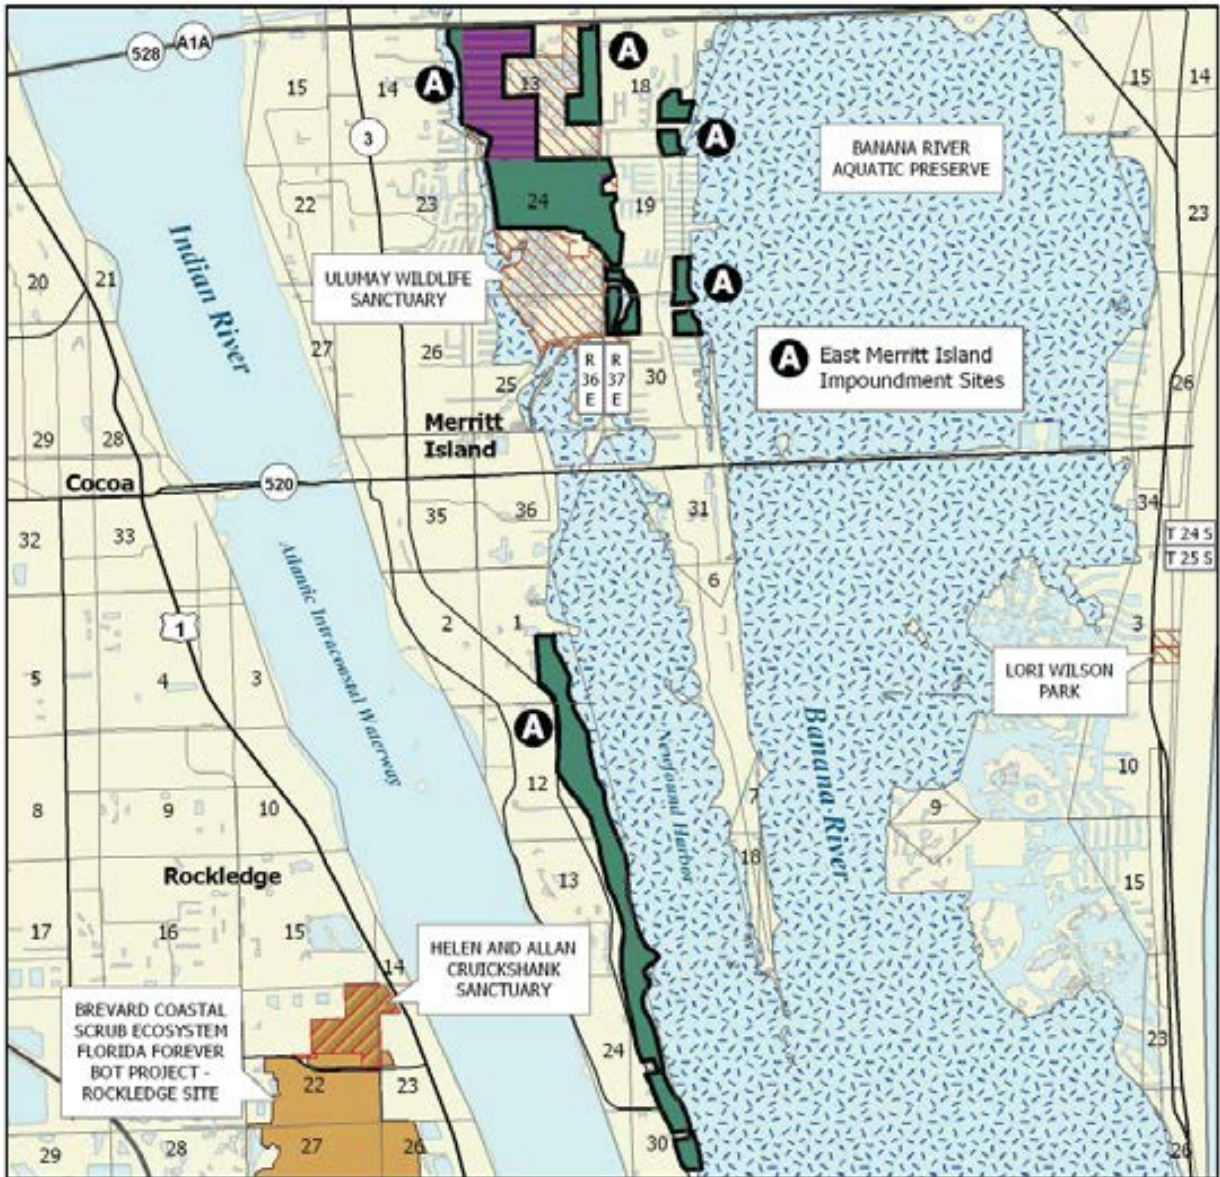 528
A1A
A
A
15
14
13
18
15
14
3
A
BANANA RIVER
AQUATIC PRESERVE
22
23
24
19
23
Indian River
20
21
ULUMAY WILDLIFE
SANCTUARY
A
27
26
25
R
36
E
R
37
E
30
A East Merritt Island
Impoundment Sites
26
29
28
Merritt
Island
Cocoa
520
32
33
35
36
31
34
T 24 S
T 25 S
Atlantic Intracoastal Waterway
1
2
1
6
3
5
4
3
LORI WILSON
PARK
A
Newfound Harbor
Banana River
12
7
10
8
9
10
9
18
Rockledge
13
15
17
16
15
14
HELEN AND ALLAN
CRUICKSHANK
SANCTUARY
BREVARD COASTAL
SCRUB ECOSYSTEM
FLORIDA FOREVER
BOT PROJECT -
ROCKLEDGE SITE
22
23
24
23
29
28
27
26
30
26